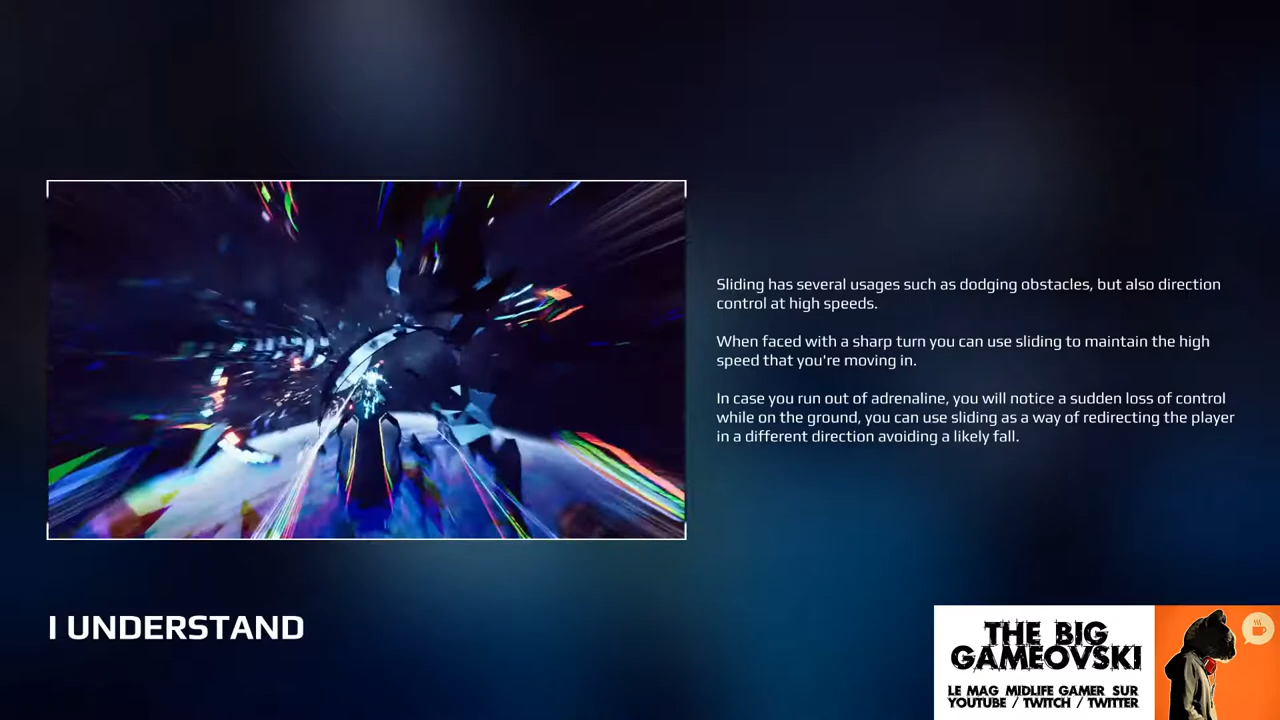 Sliding has several usages such as dodging obstacles, but also direction
control at high speeds.
When faced with a sharp turn you can use sliding to maintain the high
speed that you're moving in.
In case you run out of adrenaline, you will notice a sudden loss of control
while on the ground, you can use sliding as a way of redirecting the player
in a different direction avoiding a likely fall.
I UNDERSTAND
THE BIG
GAMEOVSKI
LE MAG MIDLIFE GAMER SUR
YOUTUBE / TWITCH / TWITTER